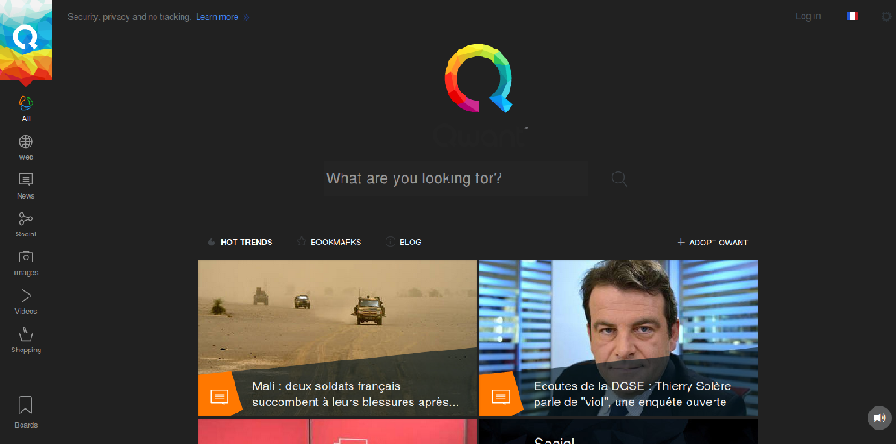 Security, privacy and no tracking. Learn more
Log in
All
Web
News
Social
Images
Videos
Shopping
Boards
Qwant
What are you looking for?
HOT TRENDS
BOOKMARKS
BLOG
+ ADOPT QWANT
Mali : deux soldats français
succombent à leurs blessures après...
Ecoutes de la DGSE : Thierry Solère
parle de "viol", une enquête ouverte
Social